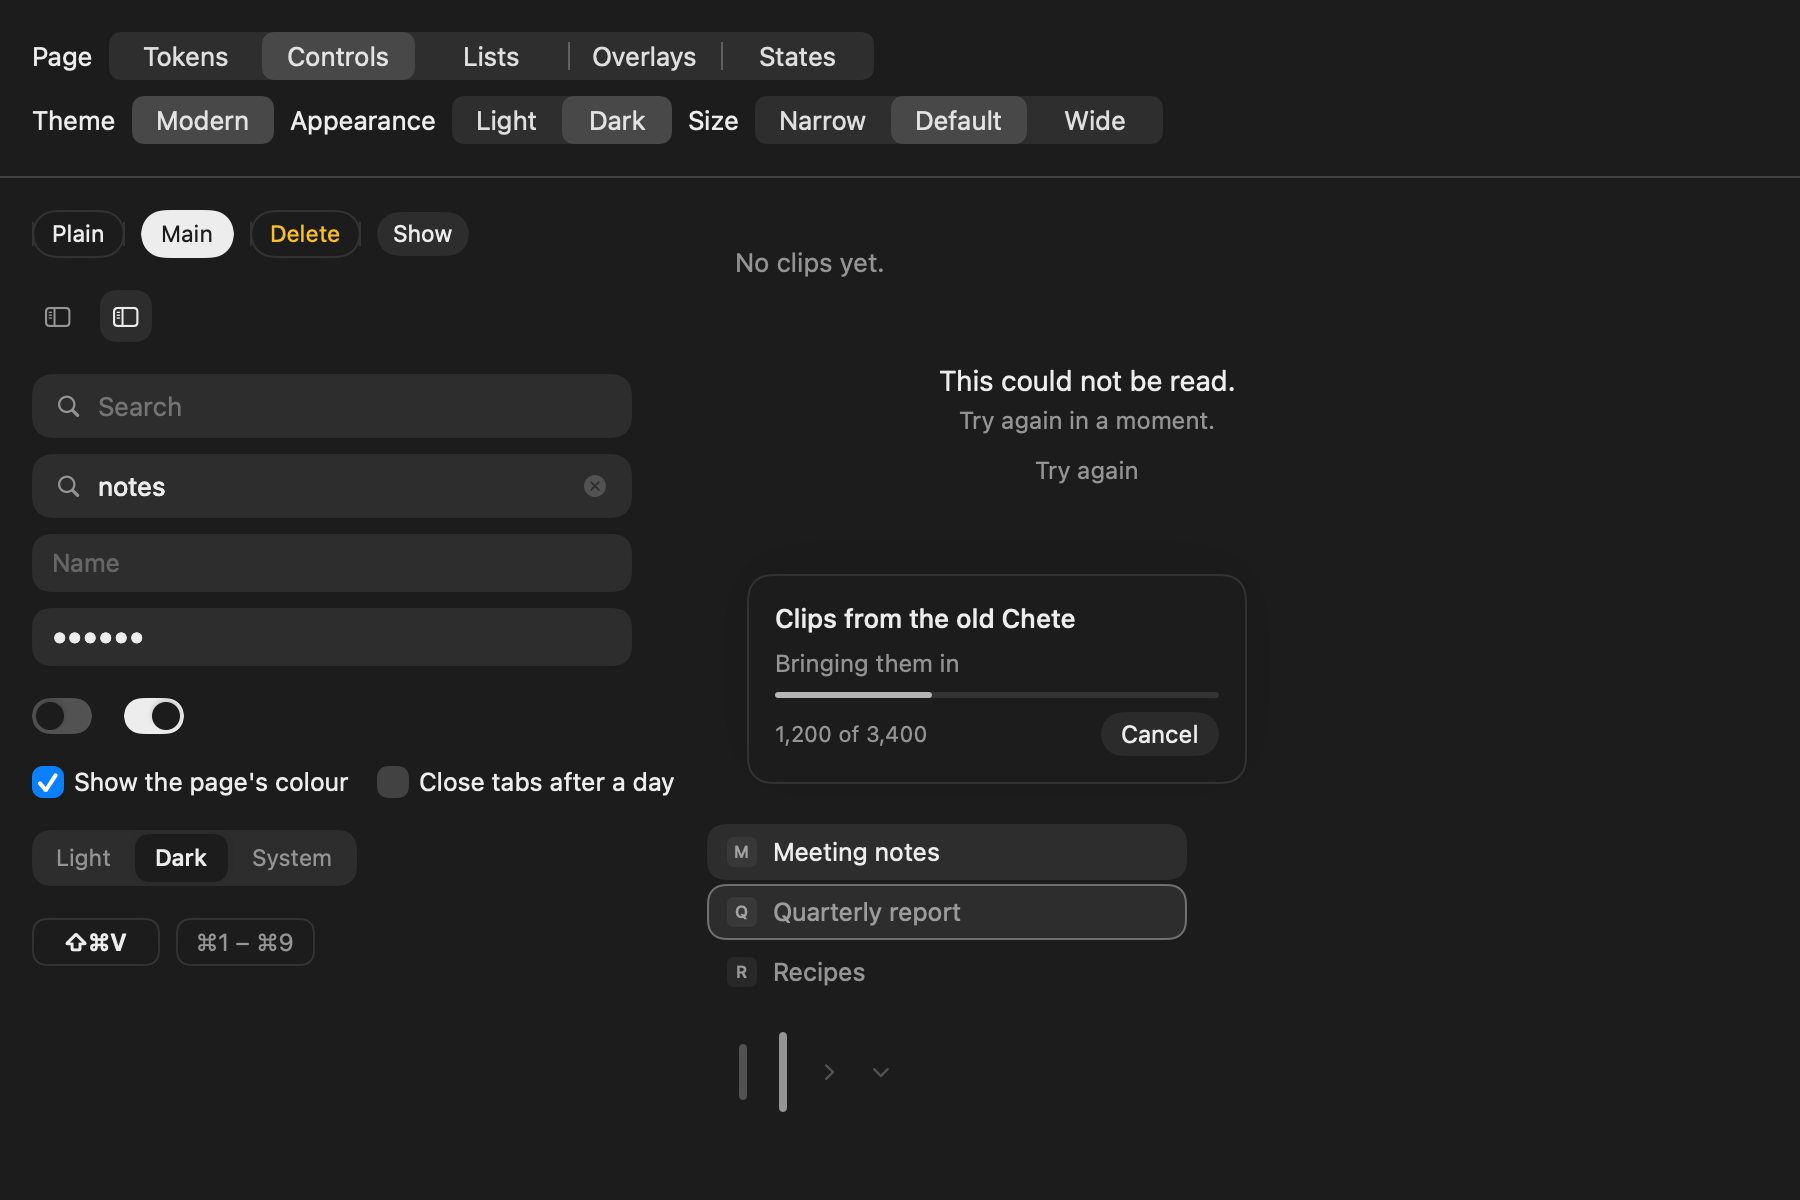 Page Tokens Controls Lists Overlays States
Theme Modern Appearance Light Dark Size Narrow Default Wide
Plain Main Delete Show
Search
notes
Name
Show the page's colour Close tabs after a day
Light Dark System
⇧⌘V ⌘1 – ⌘9
No clips yet.
This could not be read.
Try again in a moment.
Try again
Clips from the old Chete
Bringing them in
1,200 of 3,400 Cancel
M Meeting notes
Q Quarterly report
R Recipes